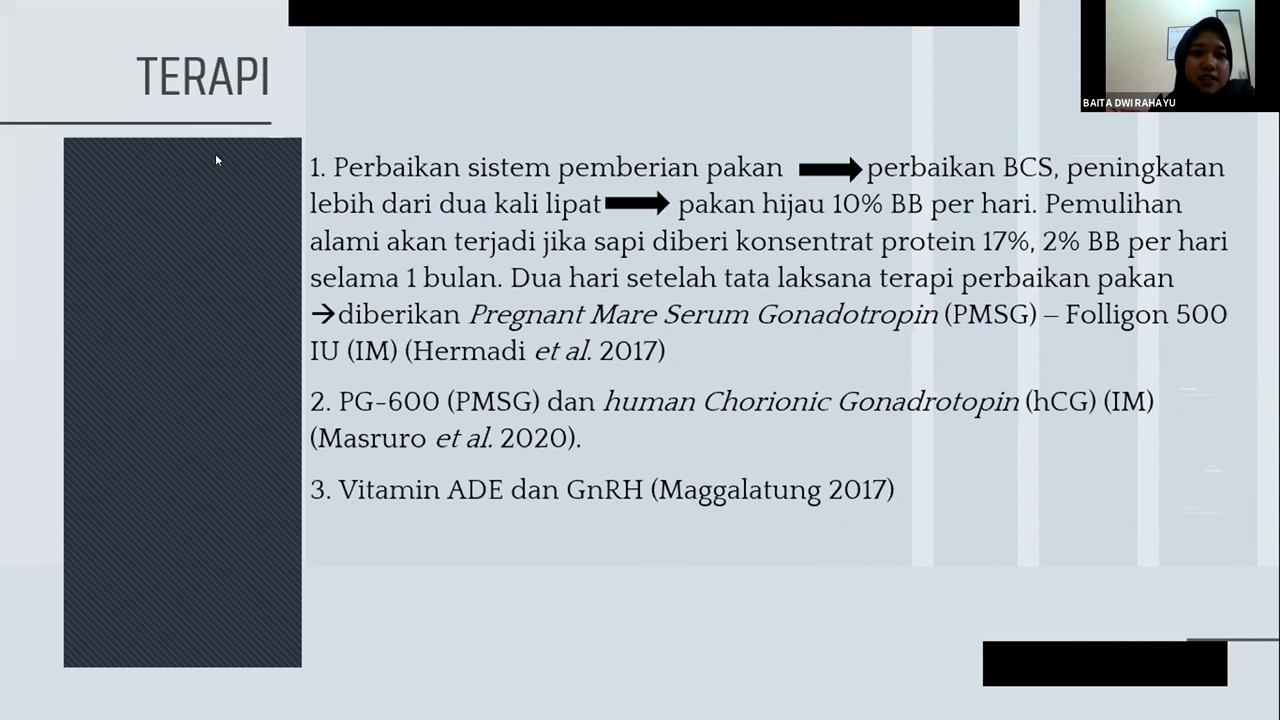 TERAPI
BAITA DWI RAHAYU
1. Perbaikan sistem pemberian pakan → perbaikan BCS, peningkatan
lebih dari dua kali lipat → pakan hijau 10% BB per hari. Pemulihan
alami akan terjadi jika sapi diberi konsentrat protein 17%, 2% BB per hari
selama 1 bulan. Dua hari setelah tata laksana terapi perbaikan pakan
→diberikan Pregnant Mare Serum Gonadotropin (PMSG) – Folligon 500
IU (IM) (Hermadi et al. 2017)
2. PG-600 (PMSG) dan human Chorionic Gonadrotopin (hCG) (IM)
(Masruro et al. 2020).
3. Vitamin ADE dan GnRH (Maggalatung 2017)